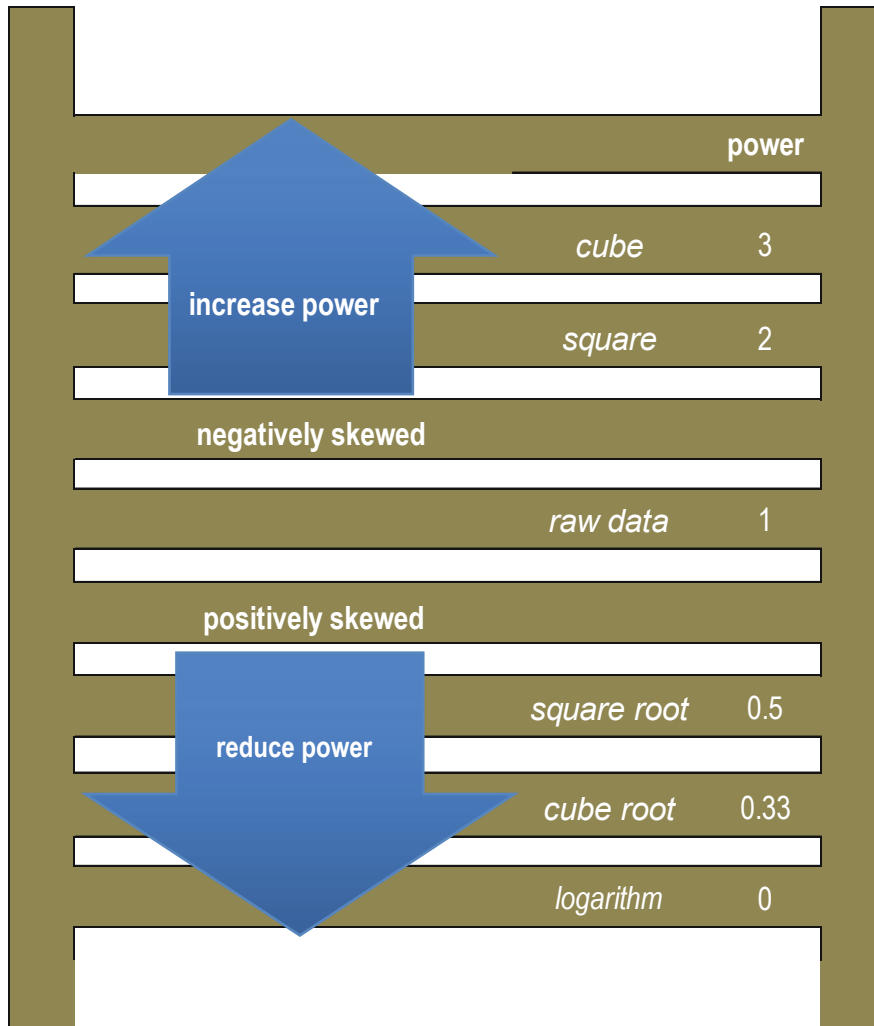 power
cube 3
increase power
square 2
negatively skewed
raw data 1
positively skewed
square root 0.5
reduce power
cube root 0.33
logarithm 0